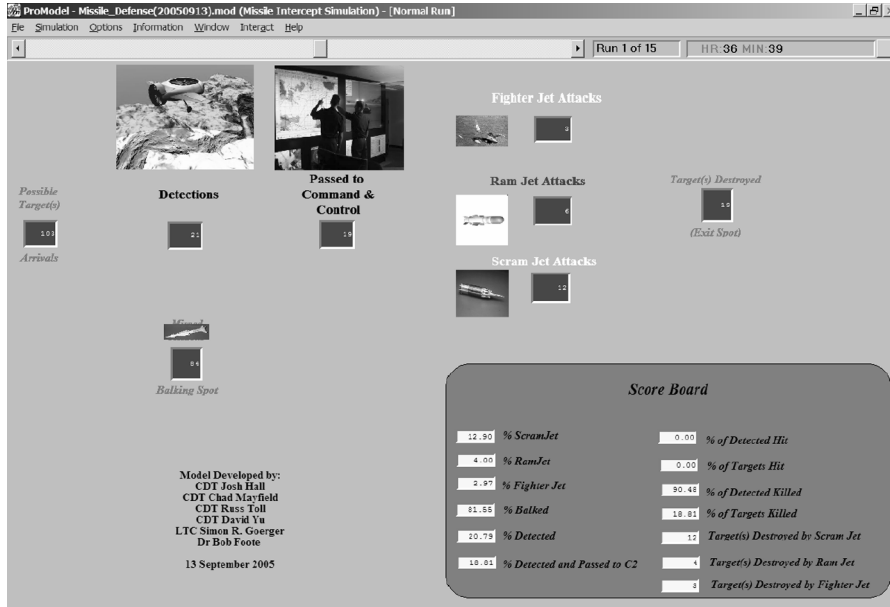 ProModel - Missile_Defense(20050913).mod (Missile Intercept Simulation) - [Normal Run]
File Simulation Options Information Window Interact Help
Run 1 of 15 HR:36 MIN:39
Fighter Jet Attacks
3
Possible
Target(s)
103
Arrivals
Detections
21
Passed to
Command &
Control
19
Ram Jet Attacks
6
Target(s) Destroyed
(Exit Spot)
Scram Jet Attacks
12
Missed
84
Balking Spot
Model Developed by:
CDT Josh Hall
CDT Chad Mayfield
CDT Russ Toll
CDT David Yu
LTC Simon R. Goerger
Dr Bob Foote
13 September 2005
Score Board
12.90 % ScramJet
4.00 % RamJet
2.97 % Fighter Jet
81.55 % Balked
20.79 % Detected
18.81 % Detected and Passed to C2
0.00 % of Detected Hit
0.00 % of Targets Hit
90.48 % of Detected Killed
18.81 % of Targets Killed
12 Target(s) Destroyed by Scram Jet
4 Target(s) Destroyed by Ram Jet
3 Target(s) Destroyed by Fighter Jet